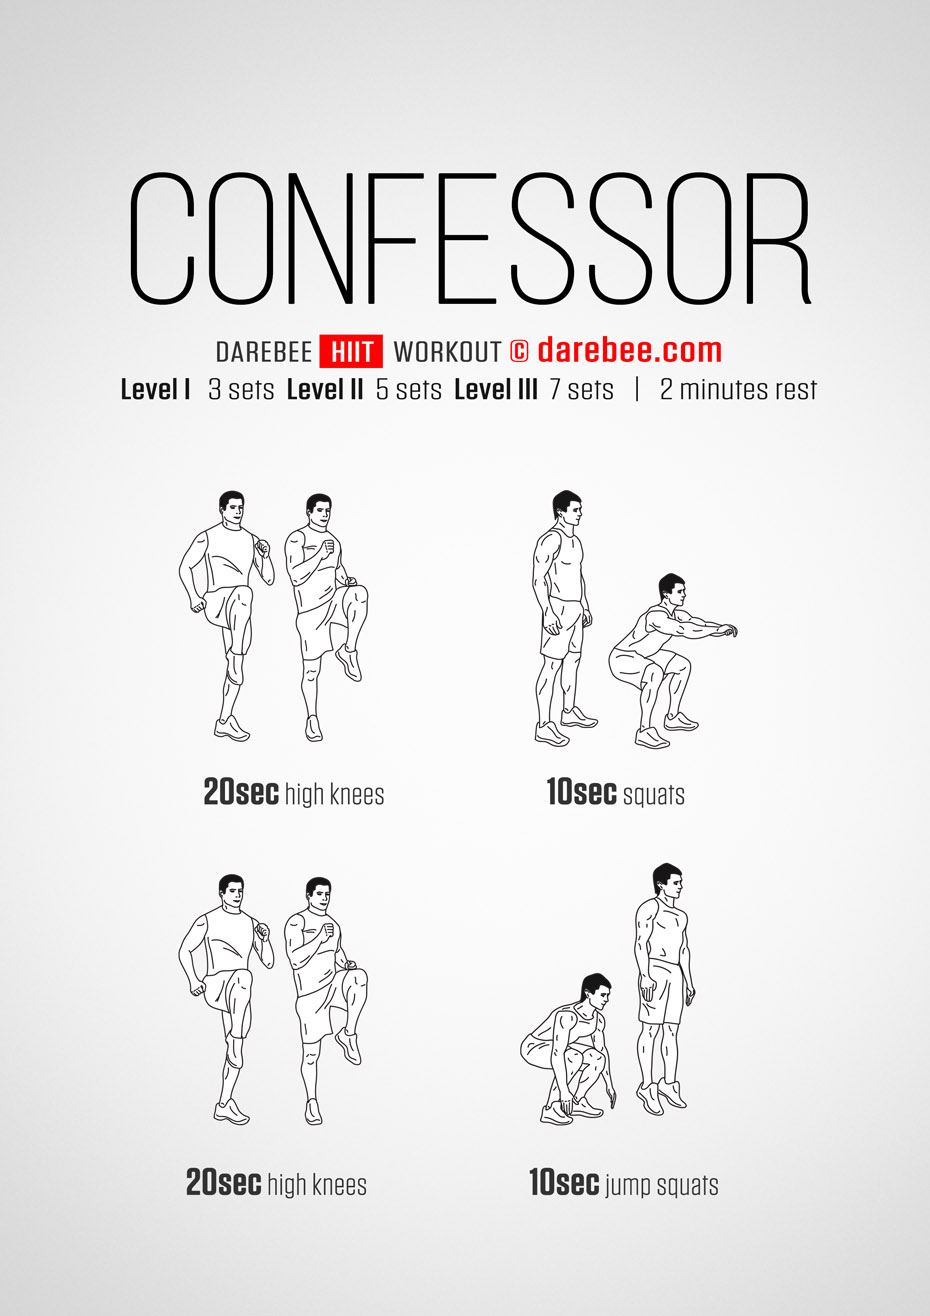 CONFESSOR
DAREBEE HIIT WORKOUT © darebee.com
Level I 3 sets Level II 5 sets Level III 7 sets | 2 minutes rest
20sec high knees
10sec squats
20sec high knees
10sec jump squats